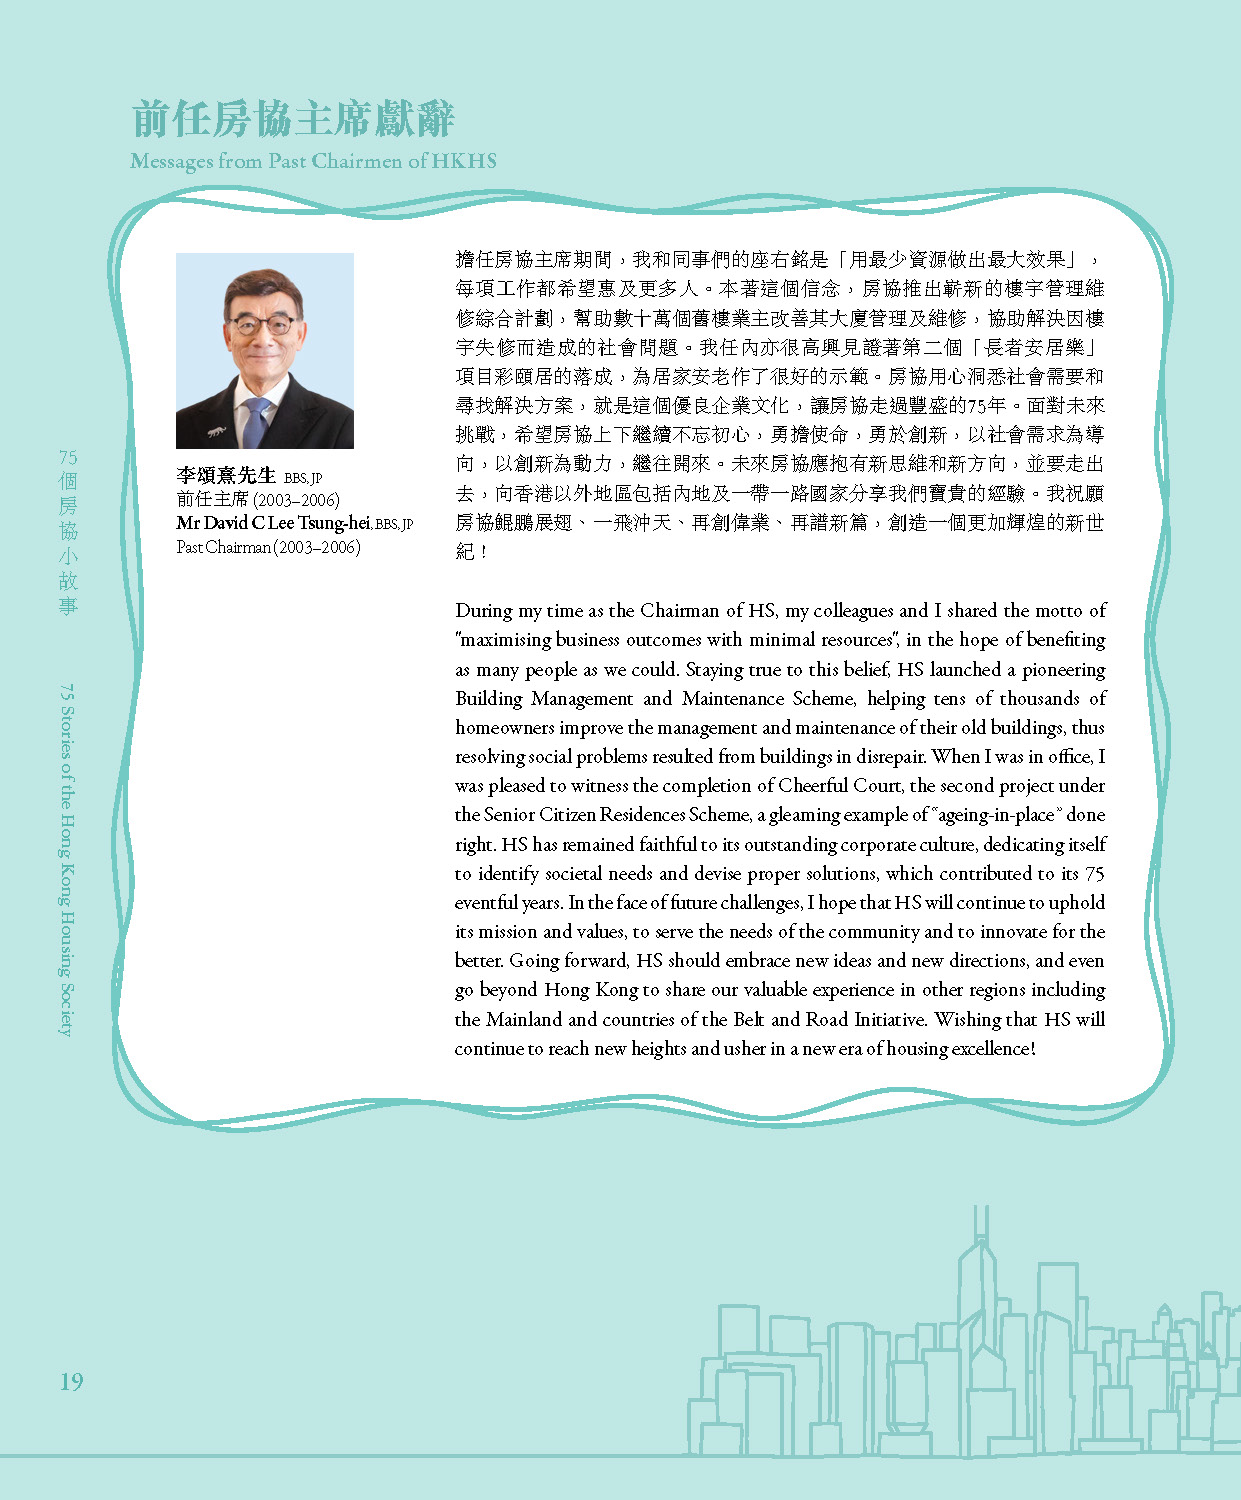 前任房協主席獻辭
Messages from Past Chairmen of HKHS
李頌熹先生 BBS, JP
前任主席 (2003–2006)
Mr David C Lee Tsung-hei, BBS, JP
Past Chairman (2003–2006)
擔任房協主席期間，我和同事們的座右銘是「用最少資源做出最大效果」，
每項工作都希望惠及更多人。本著這個信念，房協推出嶄新的樓宇管理維
修綜合計劃，幫助數十萬個舊樓業主改善其大廈管理及維修，協助解決因樓
宇失修而造成的社會問題。我任內亦很高興見證著第二個「長者安居樂」
項目彩頤居的落成，為居家安老作了很好的示範。房協用心洞悉社會需要和
尋找解決方案，就是這個優良企業文化，讓房協走過豐盛的75年。面對未來
挑戰，希望房協上下繼續不忘初心，勇擔使命，勇於創新，以社會需求為導
向，以創新為動力，繼往開來。未來房協應抱有新思維和新方向，並要走出
去，向香港以外地區包括內地及一帶一路國家分享我們寶貴的經驗。我祝願
房協鯤鵬展翅、一飛沖天、再創偉業、再譜新篇，創造一個更加輝煌的新世
紀！
During my time as the Chairman of HS, my colleagues and I shared the motto of
"maximising business outcomes with minimal resources", in the hope of benefiting
as many people as we could. Staying true to this belief, HS launched a pioneering
Building Management and Maintenance Scheme, helping tens of thousands of
homeowners improve the management and maintenance of their old buildings, thus
resolving social problems resulted from buildings in disrepair. When I was in office, I
was pleased to witness the completion of Cheerful Court, the second project under
the Senior Citizen Residences Scheme, a gleaming example of “ageing-in-place” done
right. HS has remained faithful to its outstanding corporate culture, dedicating itself
to identify societal needs and devise proper solutions, which contributed to its 75
eventful years. In the face of future challenges, I hope that HS will continue to uphold
its mission and values, to serve the needs of the community and to innovate for the
better. Going forward, HS should embrace new ideas and new directions, and even
go beyond Hong Kong to share our valuable experience in other regions including
the Mainland and countries of the Belt and Road Initiative. Wishing that HS will
continue to reach new heights and usher in a new era of housing excellence!
75個房協小故事
75 Stories of the Hong Kong Housing Society
19